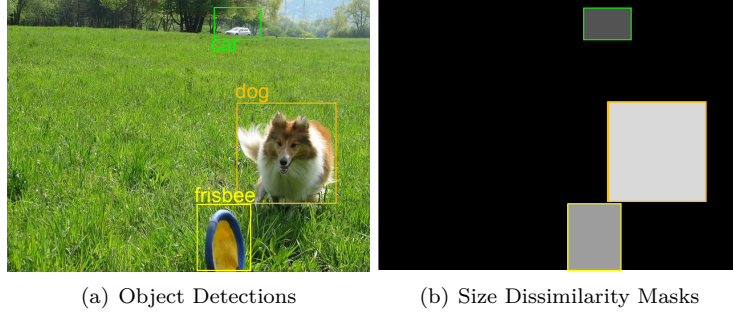 car
dog
frisbee
(a) Object Detections
(b) Size Dissimilarity Masks